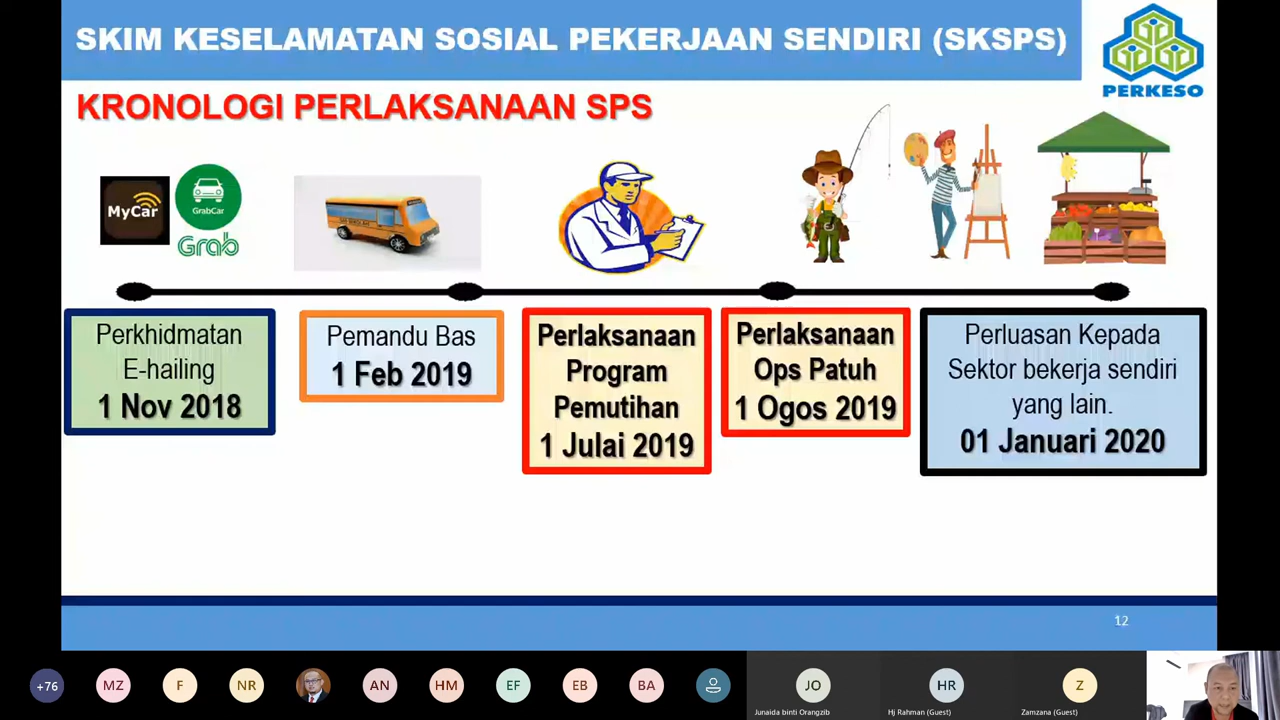 SKIM KESELAMATAN SOSIAL PEKERJAAN SENDIRI (SKSPS)
PERKESO
KRONOLOGI PERLAKSANAAN SPS
MyCar
GrabCar
Grab
Perkhidmatan
E-hailing
1 Nov 2018
Pemandu Bas
1 Feb 2019
Perlaksanaan
Program
Pemutihan
1 Julai 2019
Perlaksanaan
Ops Patuh
1 Ogos 2019
Perluasan Kepada
Sektor bekerja sendiri
yang lain.
01 Januari 2020
12
+76
MZ
F
NR
AN
HM
EF
EB
BA
JO
Junaida binti Orangzib
HR
Hj Rahman (Guest)
Z
Zamzana (Guest)